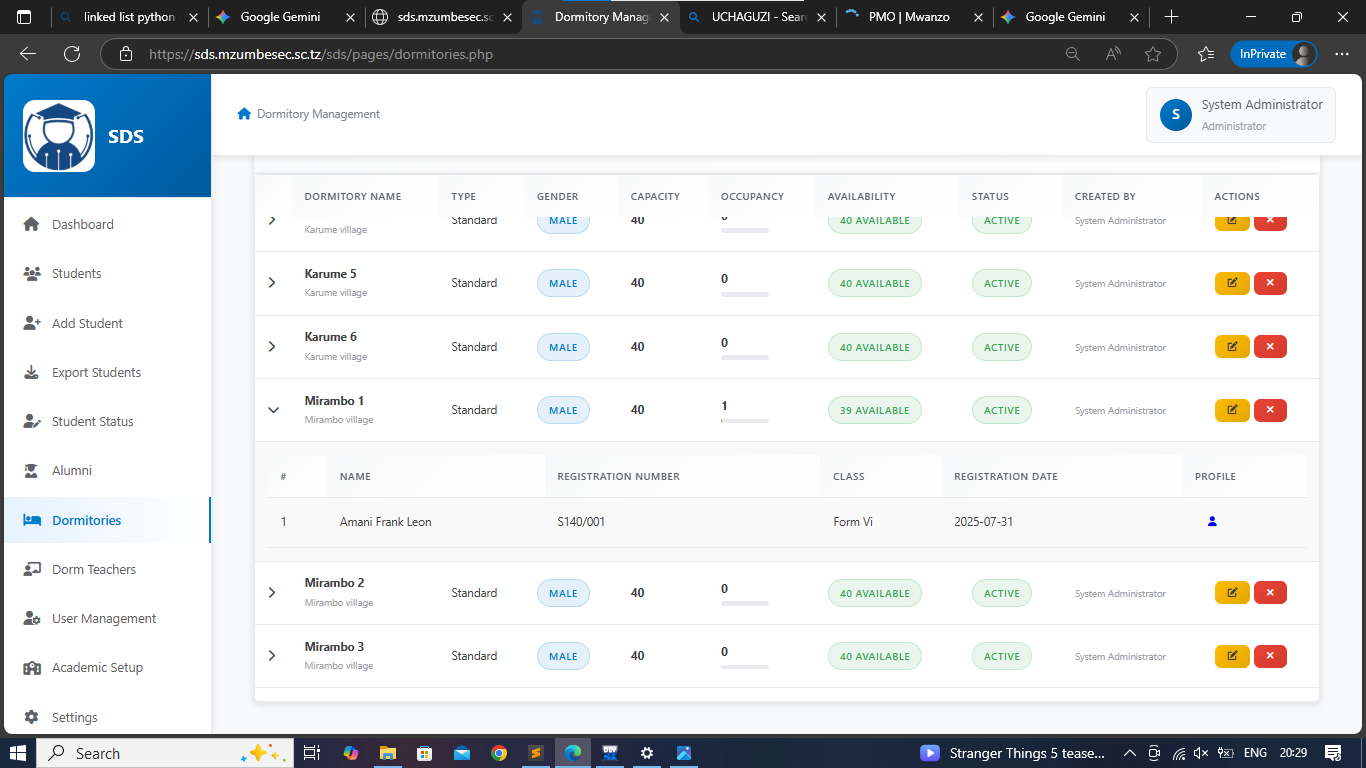 linked list python
Google Gemini
sds.mzumbesec.sc
Dormitory Manag
UCHAGUZI - Sear
PMO | Mwanzo
Google Gemini
https://sds.mzumbesec.sc.tz/sds/pages/dormitories.php
InPrivate
SDS
Dormitory Management
S
System Administrator
Administrator
Dashboard
Students
Add Student
Export Students
Student Status
Alumni
Dormitories
Dorm Teachers
User Management
Academic Setup
Settings
DORMITORY NAME TYPE GENDER CAPACITY OCCUPANCY AVAILABILITY STATUS CREATED BY ACTIONS
Standard MALE 40 0 40 AVAILABLE ACTIVE System Administrator
Karume village
Karume 5 Standard MALE 40 0 40 AVAILABLE ACTIVE System Administrator
Karume village
Karume 6 Standard MALE 40 0 40 AVAILABLE ACTIVE System Administrator
Karume village
Mirambo 1 Standard MALE 40 1 39 AVAILABLE ACTIVE System Administrator
Mirambo village
# NAME REGISTRATION NUMBER CLASS REGISTRATION DATE PROFILE
1 Amani Frank Leon S140/001 Form Vi 2025-07-31
Mirambo 2 Standard MALE 40 0 40 AVAILABLE ACTIVE System Administrator
Mirambo village
Mirambo 3 Standard MALE 40 0 40 AVAILABLE ACTIVE System Administrator
Mirambo village
Search
Stranger Things 5 tease...
ENG
20:29